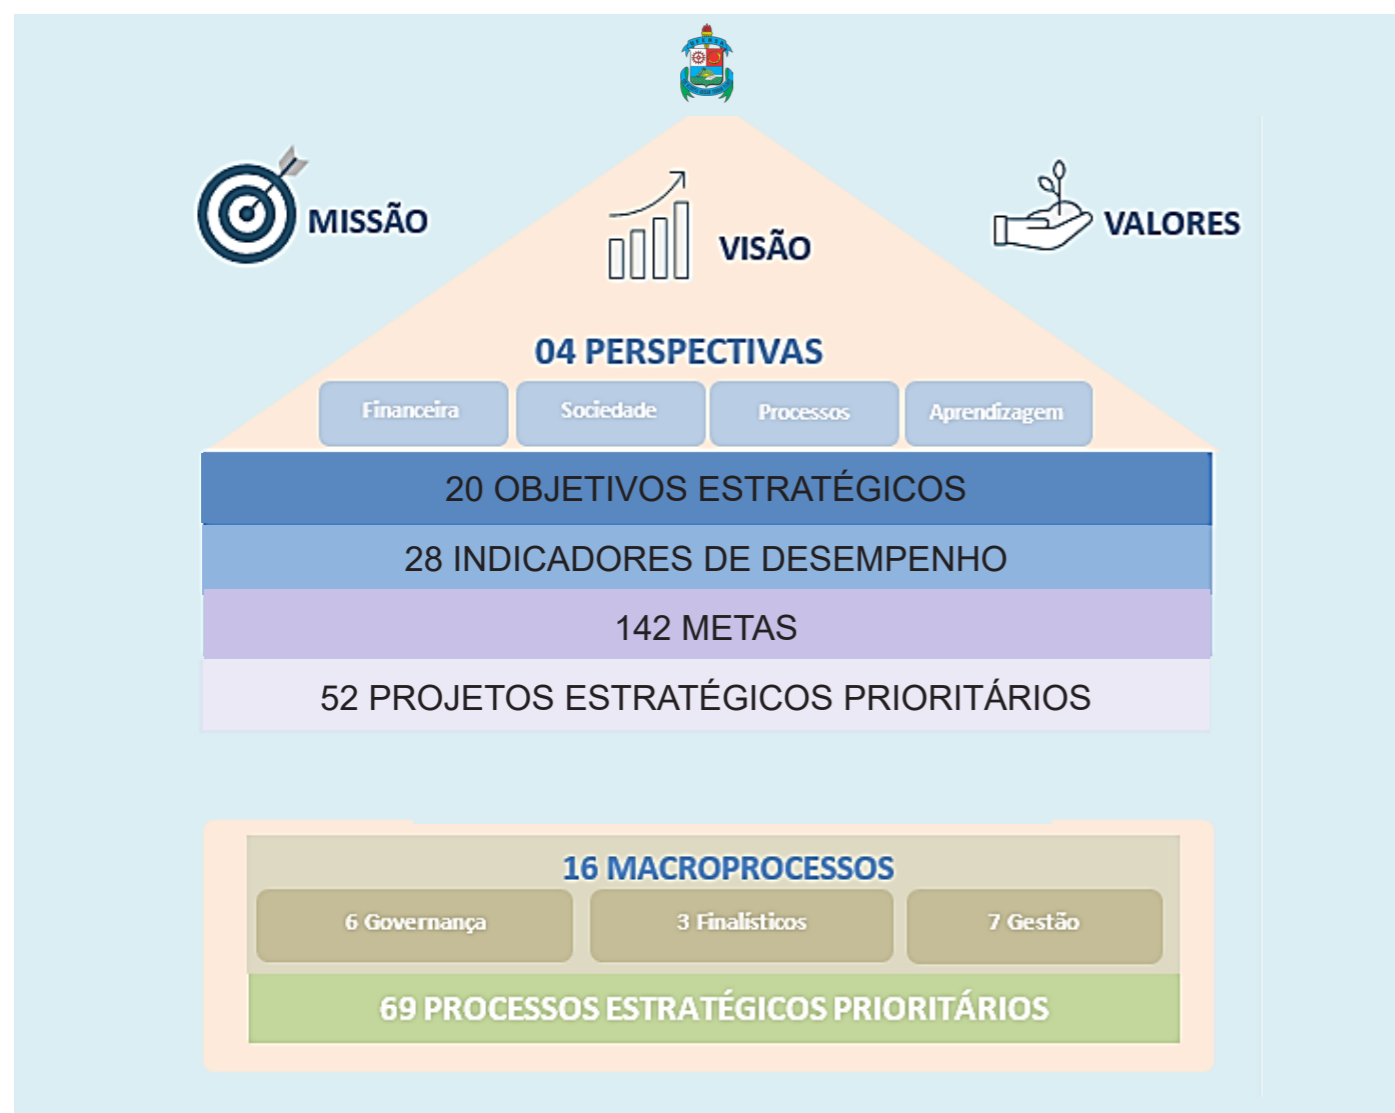 MISSÃO
VISÃO
VALORES
04 PERSPECTIVAS
Financeira
Sociedade
Processos
Aprendizagem
20 OBJETIVOS ESTRATÉGICOS
28 INDICADORES DE DESEMPENHO
142 METAS
52 PROJETOS ESTRATÉGICOS PRIORITÁRIOS
16 MACROPROCESSOS
6 Governança
3 Finalísticos
7 Gestão
69 PROCESSOS ESTRATÉGICOS PRIORITÁRIOS